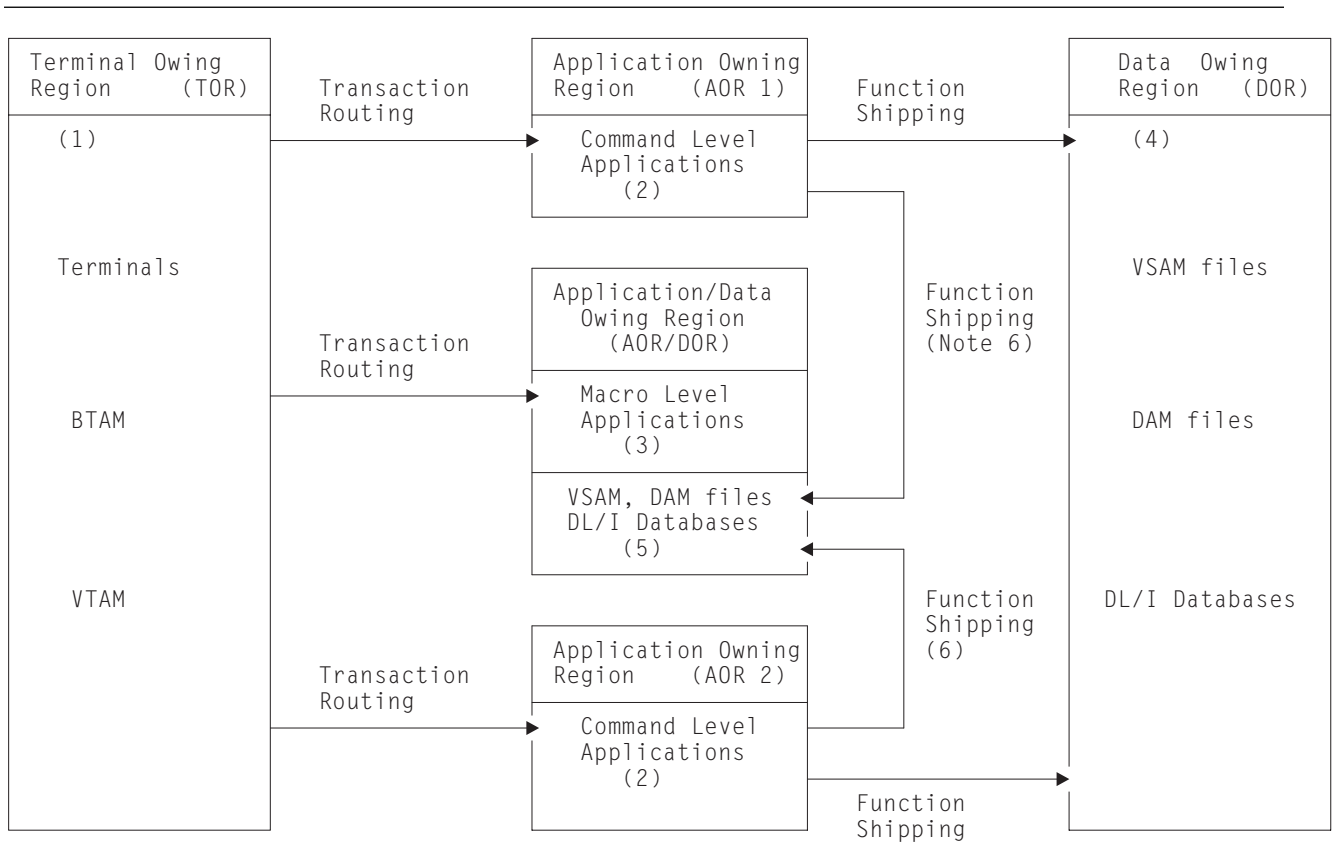 Terminal Owing
Region (TOR)
(1)
Terminals
BTAM
VTAM
Transaction
Routing
Transaction
Routing
Transaction
Routing
Application Owning
Region (AOR 1)
Command Level
Applications
(2)
Application/Data
Owing Region
(AOR/DOR)
Macro Level
Applications
(3)
VSAM, DAM files
DL/I Databases
(5)
Application Owning
Region (AOR 2)
Command Level
Applications
(2)
Function
Shipping
Function
Shipping
(Note 6)
Function
Shipping
(6)
Function
Shipping
Data Owing
Region (DOR)
(4)
VSAM files
DAM files
DL/I Databases